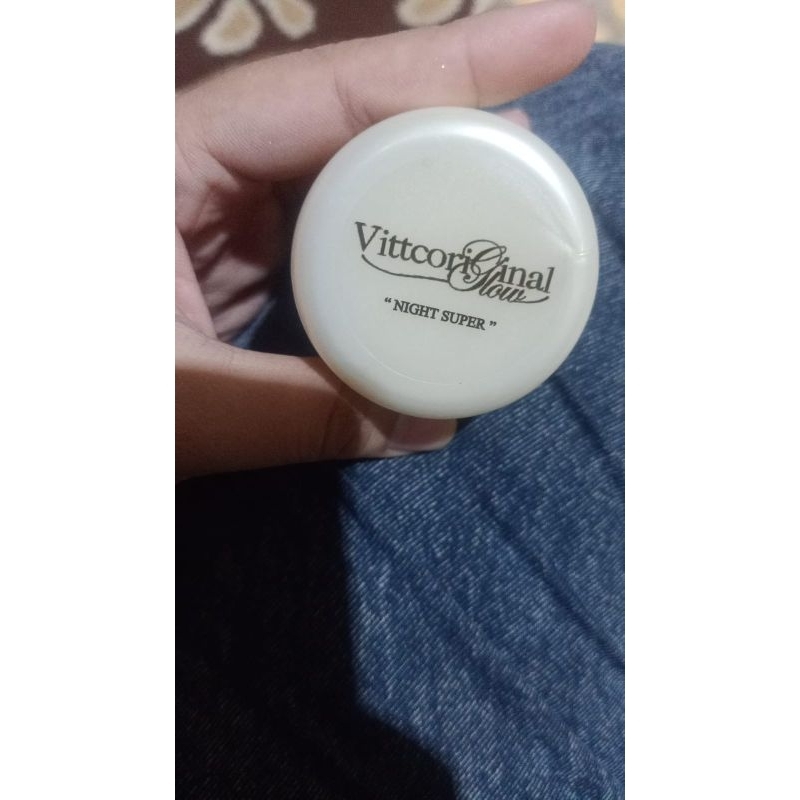 Vittcoriginal
Glow
“ NIGHT SUPER ”